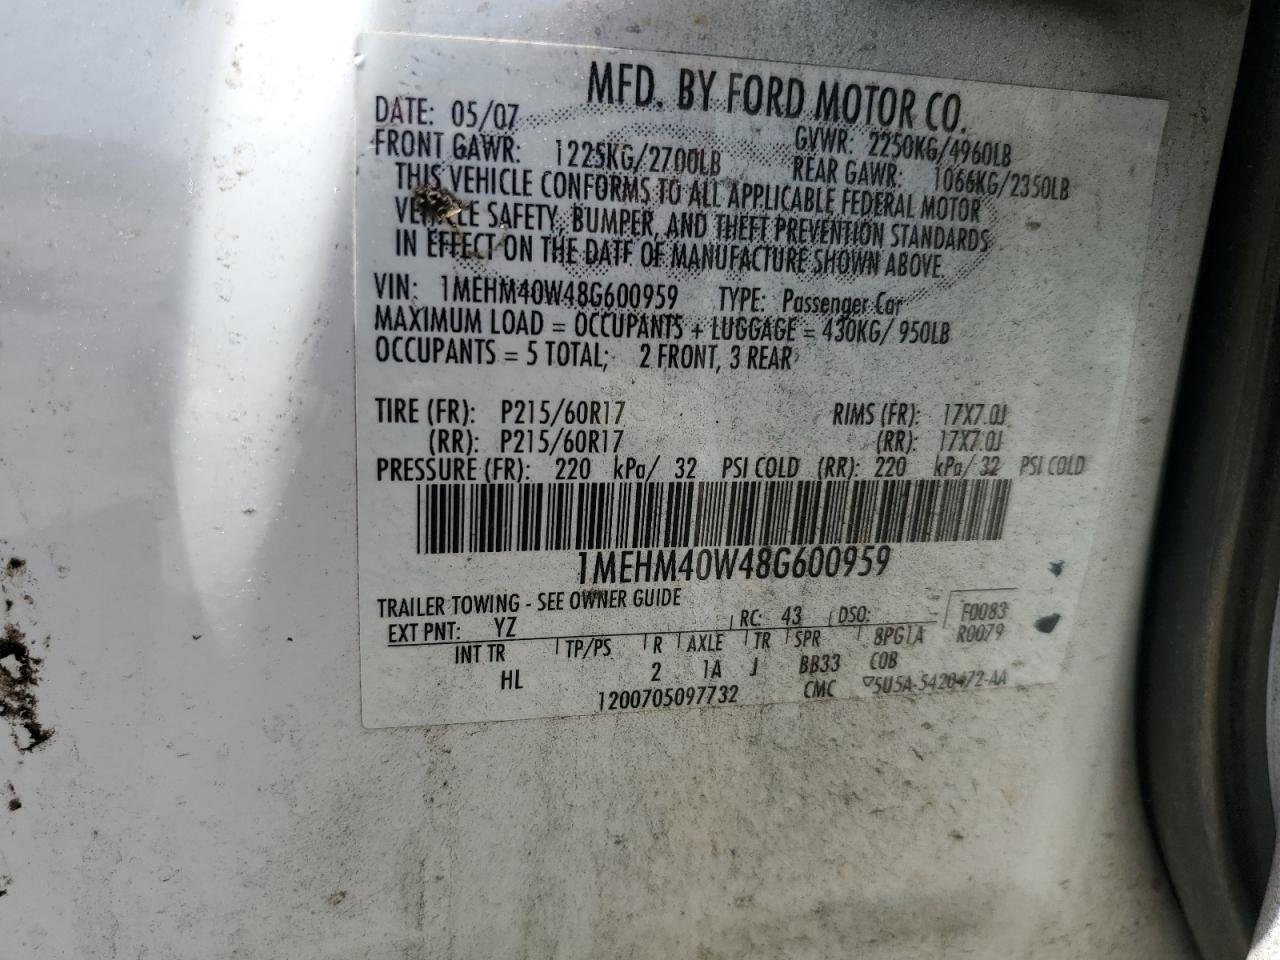 MFD. BY FORD MOTOR CO.
DATE: 05/07 GVWR: 2250KG/4960LB
FRONT GAWR: 1225KG/2700LB REAR GAWR: 1066KG/2350LB
THIS VEHICLE CONFORMS TO ALL APPLICABLE FEDERAL MOTOR
VEHICLE SAFETY, BUMPER, AND THEFT PREVENTION STANDARDS
IN EFFECT ON THE DATE OF MANUFACTURE SHOWN ABOVE.
VIN: 1MEHM40W48G600959 TYPE: Passenger Car
MAXIMUM LOAD = OCCUPANTS + LUGGAGE = 430KG/ 950LB
OCCUPANTS = 5 TOTAL; 2 FRONT, 3 REAR
TIRE (FR): P215/60R17 RIMS (FR): 17X7.0J
(RR): P215/60R17 (RR): 17X7.0J
PRESSURE (FR): 220 kPa/ 32 PSI COLD (RR): 220 kPa/ 32 PSI COLD
1MEHM40W48G600959
TRAILER TOWING - SEE OWNER GUIDE
EXT PNT: YZ RC: 43 DSO: F0083
INT TR TP/PS R AXLE TR SPR 8PG1A R0079
HL 2 1A J BB33 COB
1200705097732 CMC 5U5A-5420472-AA